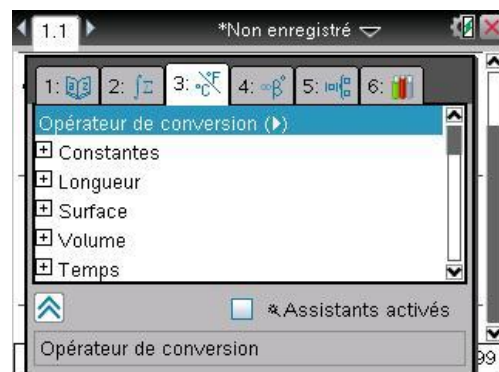 1.1 *Non enregistré
1: 2: ∫Σ 3: °C°F 4: ∞β° 5: 6:
Opérateur de conversion (▶)
Constantes
Longueur
Surface
Volume
Temps
Assistants activés
Opérateur de conversion
99